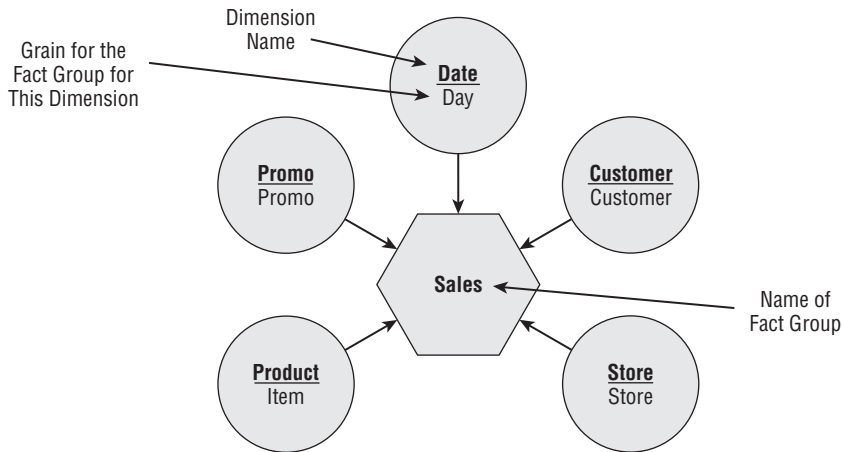 Dimension
Name
Grain for the
Fact Group for
This Dimension
Date
Day
Promo
Promo
Customer
Customer
Sales
Name of
Fact Group
Product
Item
Store
Store